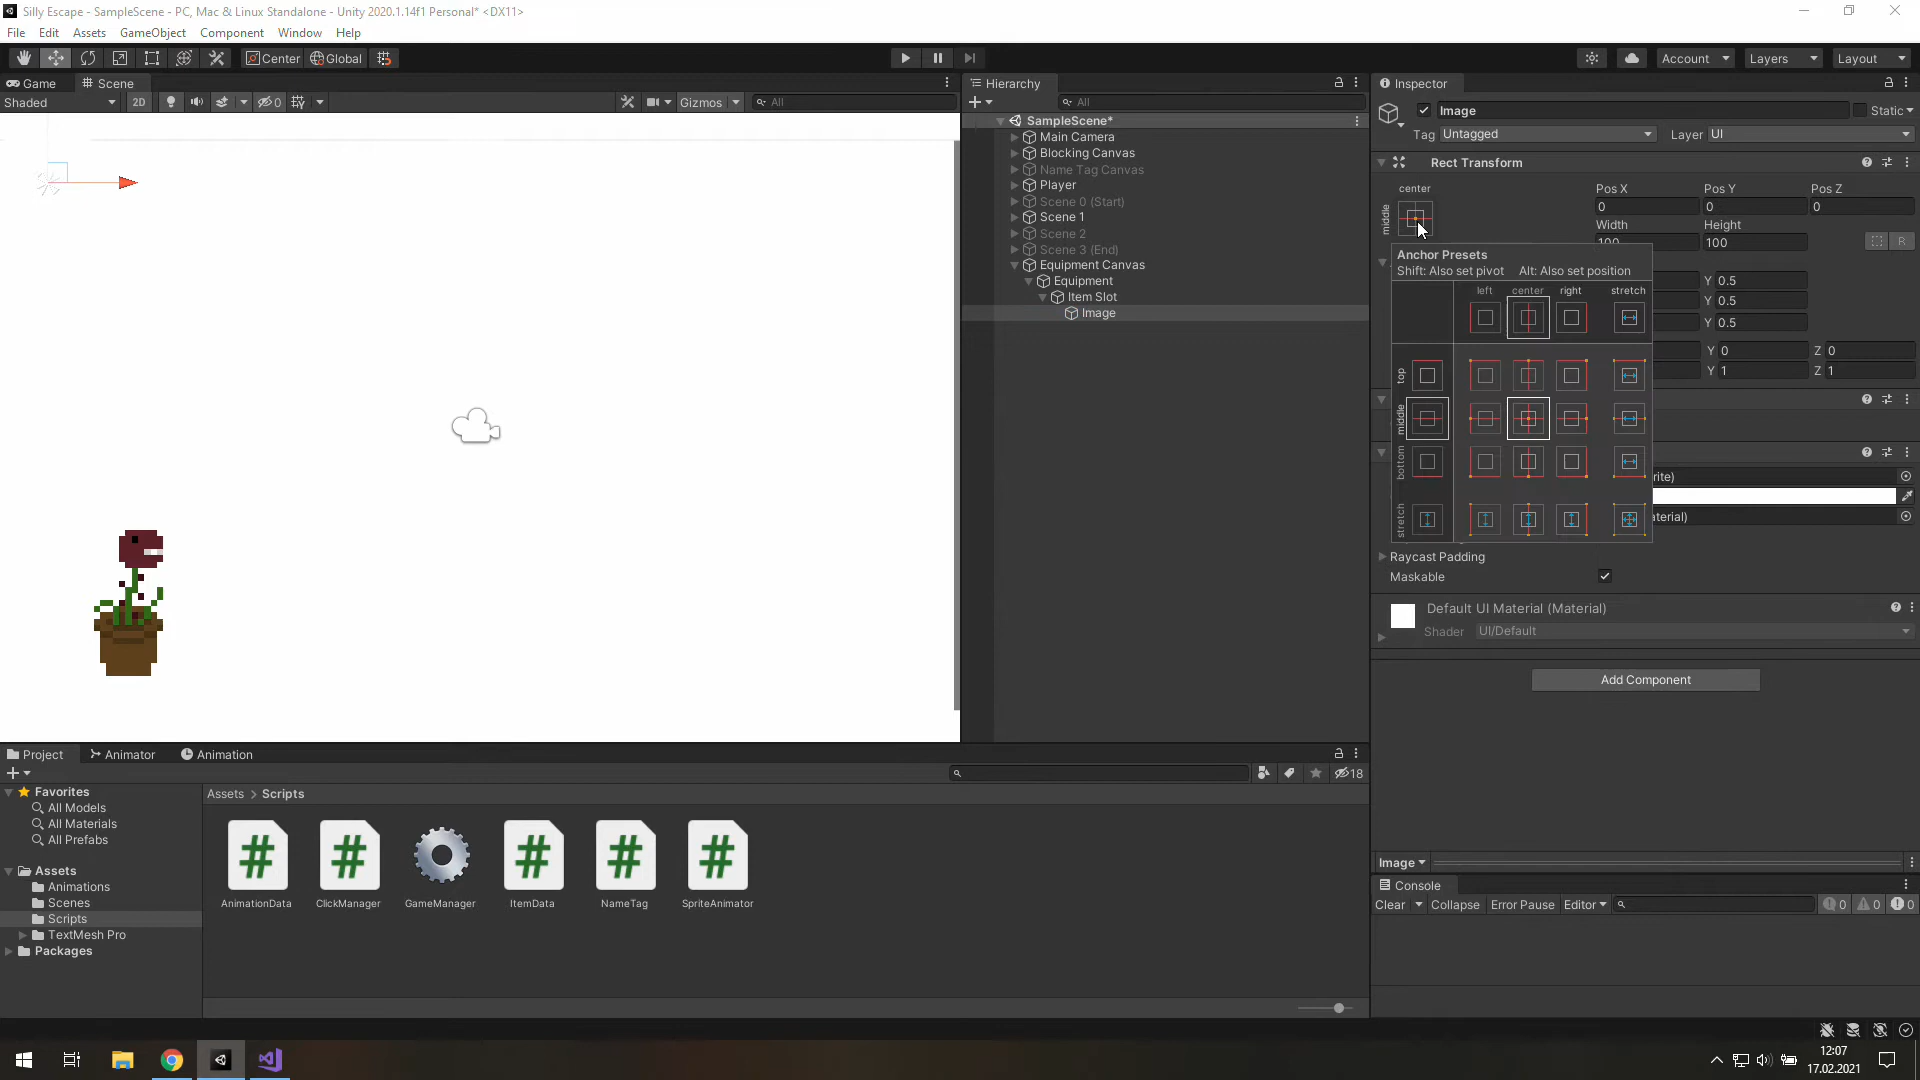 Silly Escape - SampleScene - PC, Mac & Linux Standalone - Unity 2020.1.14f1 Personal* <DX11>
File Edit Assets GameObject Component Window Help
Center Global Account Layers Layout
Game Scene
Shaded 2D 0 Gizmos All
Hierarchy
All
SampleScene*
Main Camera
Blocking Canvas
Name Tag Canvas
Player
Scene 0 (Start)
Scene 1
Scene 2
Scene 3 (End)
Equipment Canvas
Equipment
Item Slot
Image
Inspector
Image Static
Tag Untagged Layer UI
Rect Transform
center Pos X Pos Y Pos Z
middle 0 0 0
Width Height
100 100 R
Anchor Presets
Shift: Also set pivot Alt: Also set position
left center right stretch
top
middle
bottom
stretch
Y 0.5
Y 0.5
Y 0.5
Y 0 Z 0
Y 1 Z 1
rite)
aterial)
Raycast Padding
Maskable
Default UI Material (Material)
Shader UI/Default
Add Component
Image
Console
Clear Collapse Error Pause Editor 0 0 0
Project Animator Animation
18
Favorites
All Models
All Materials
All Prefabs
Assets
Animations
Scenes
Scripts
TextMesh Pro
Packages
Assets > Scripts
AnimationData ClickManager GameManager ItemData NameTag SpriteAnimator
12:07
17.02.2021